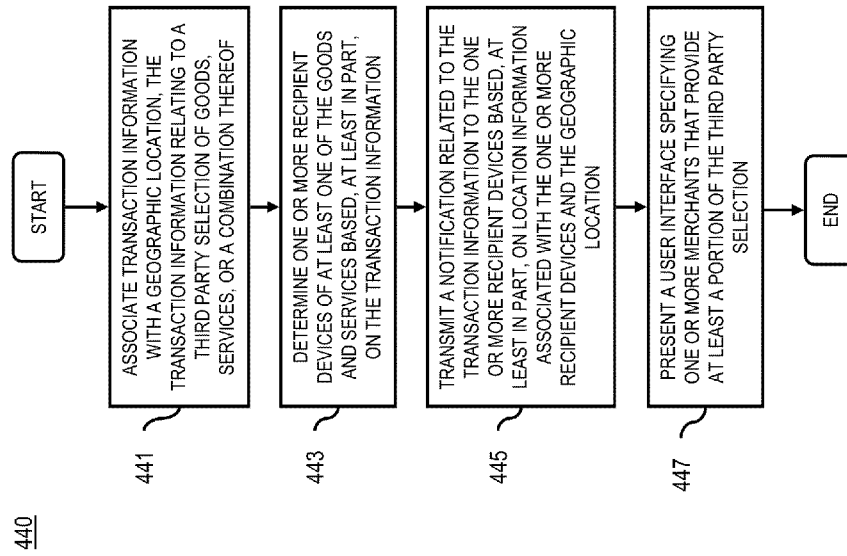 440
START
441
ASSOCIATE TRANSACTION INFORMATION
WITH A GEOGRAPHIC LOCATION, THE
TRANSACTION INFORMATION RELATING TO A
THIRD PARTY SELECTION OF GOODS,
SERVICES, OR A COMBINATION THEREOF
443
DETERMINE ONE OR MORE RECIPIENT
DEVICES OF AT LEAST ONE OF THE GOODS
AND SERVICES BASED, AT LEAST IN PART,
ON THE TRANSACTION INFORMATION
445
TRANSMIT A NOTIFICATION RELATED TO THE
TRANSACTION INFORMATION TO THE ONE
OR MORE RECIPIENT DEVICES BASED, AT
LEAST IN PART, ON LOCATION INFORMATION
ASSOCIATED WITH THE ONE OR MORE
RECIPIENT DEVICES AND THE GEOGRAPHIC
LOCATION
447
PRESENT A USER INTERFACE SPECIFYING
ONE OR MORE MERCHANTS THAT PROVIDE
AT LEAST A PORTION OF THE THIRD PARTY
SELECTION
END